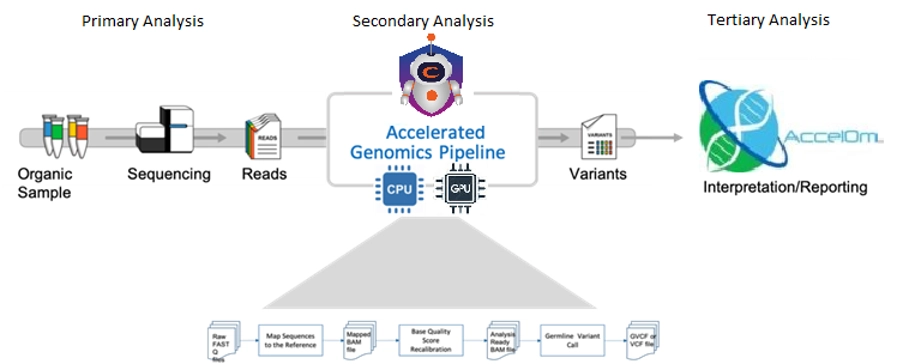 Primary Analysis
Secondary Analysis
Tertiary Analysis
C
READS
Accelerated
Genomics Pipeline
VARIANTS
AccelOm
Organic
Sample
Sequencing
Reads
CPU
GPU
Variants
Interpretation/Reporting
Raw
FAST
Q
files
Map Sequences
to the Reference
Mapped
BAM
file
Base Quality
Score
Recalibration
Analysis
Ready
BAM file
Germline Variant
Call
GVCF or
VCF file